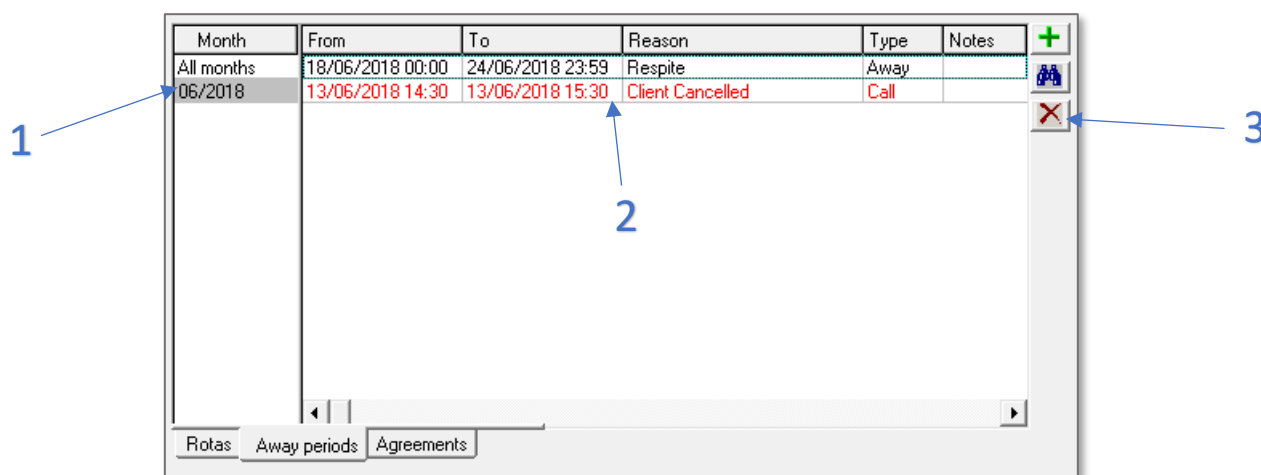 Month From To Reason Type Notes
All months 18/06/2018 00:00 24/06/2018 23:59 Respite Away
06/2018 13/06/2018 14:30 13/06/2018 15:30 Client Cancelled Call
1
3
2
Rotas Away periods Agreements